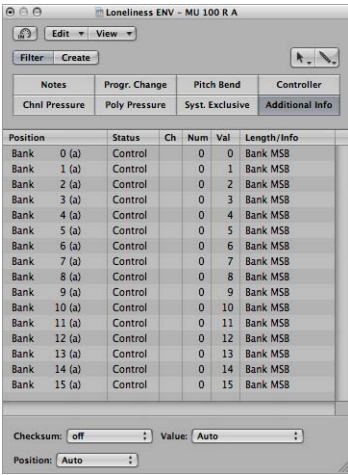 Loneliness ENV – MU 100 R A
IN Edit View
Filter Create
Notes Progr. Change Pitch Bend Controller
Chnl Pressure Poly Pressure Syst. Exclusive Additional Info
Position Status Ch Num Val Length/Info
Bank 0 (a) Control 0 0 Bank MSB
Bank 1 (a) Control 0 1 Bank MSB
Bank 2 (a) Control 0 2 Bank MSB
Bank 3 (a) Control 0 3 Bank MSB
Bank 4 (a) Control 0 4 Bank MSB
Bank 5 (a) Control 0 5 Bank MSB
Bank 6 (a) Control 0 6 Bank MSB
Bank 7 (a) Control 0 7 Bank MSB
Bank 8 (a) Control 0 8 Bank MSB
Bank 9 (a) Control 0 9 Bank MSB
Bank 10 (a) Control 0 10 Bank MSB
Bank 11 (a) Control 0 11 Bank MSB
Bank 12 (a) Control 0 12 Bank MSB
Bank 13 (a) Control 0 13 Bank MSB
Bank 14 (a) Control 0 14 Bank MSB
Bank 15 (a) Control 0 15 Bank MSB
Checksum: off Value: Auto
Position: Auto